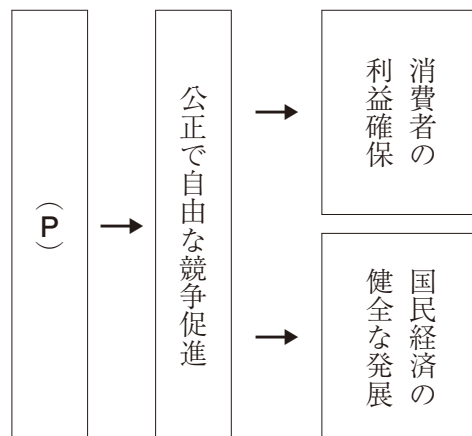 (P)
公正で自由な競争促進
消費者の
利益確保
国民経済の
健全な発展